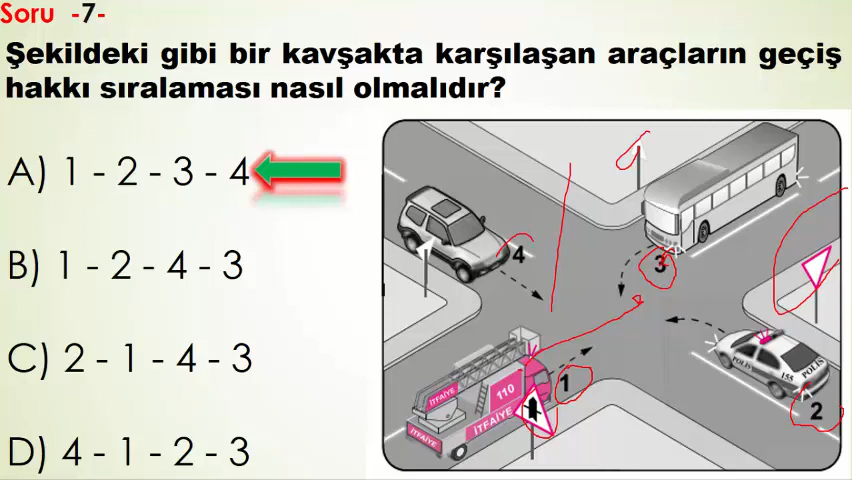 Soru -7-
Şekildeki gibi bir kavşakta karşılaşan araçların geçiş
hakkı sıralaması nasıl olmalıdır?
A) 1 - 2 - 3 - 4
B) 1 - 2 - 4 - 3
C) 2 - 1 - 4 - 3
D) 4 - 1 - 2 - 3
4
3
1
2
POLİS
155
POLİS
İTFAİYE
110
İTFAİYE
İTFAİYE